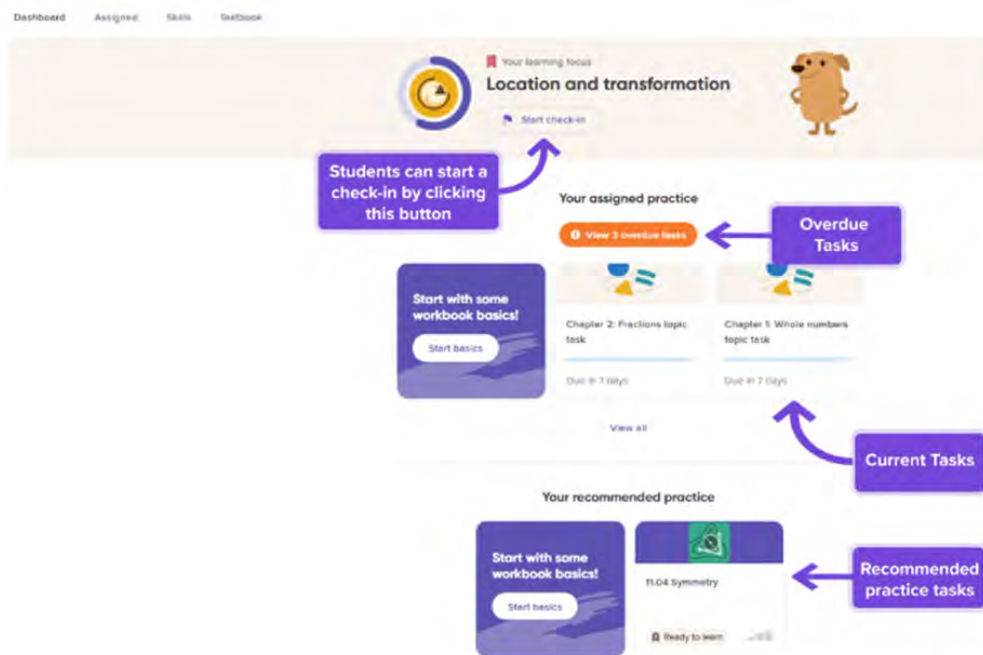 Dashboard Assigned Skills Textbook
Your learning focus
Location and transformation
Start check-in
Students can start a
check-in by clicking
this button
Your assigned practice
View 3 overdue tasks
Overdue
Tasks
Start with some
workbook basics!
Start basics
Chapter 2: Fractions topic
task
Due in 7 days
Chapter 1: Whole numbers
topic task
Due in 7 days
View all
Current Tasks
Your recommended practice
Start with some
workbook basics!
Start basics
11.04 Symmetry
Ready to learn
Recommended
practice tasks